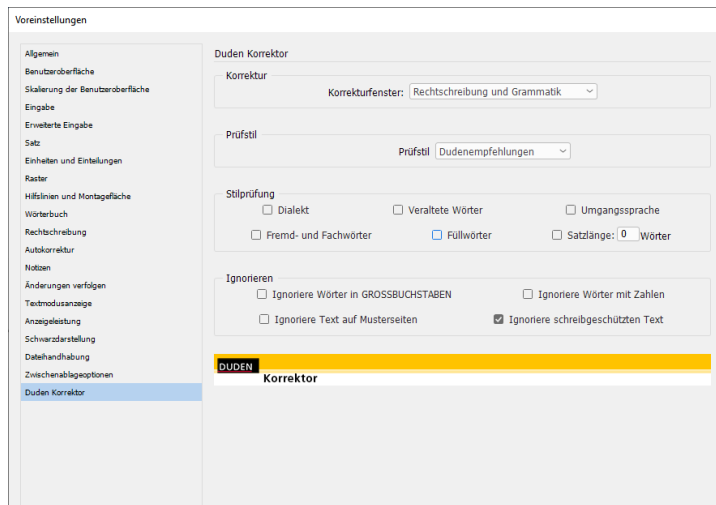 Voreinstellungen
Allgemein
Benutzeroberfläche
Skalierung der Benutzeroberfläche
Eingabe
Erweiterte Eingabe
Satz
Einheiten und Einteilungen
Raster
Hilfslinien und Montagefläche
Wörterbuch
Rechtschreibung
Autokorrektur
Notizen
Änderungen verfolgen
Textmodusanzeige
Anzeigeleistung
Schwarzdarstellung
Dateihandhabung
Zwischenablageoptionen
Duden Korrektor
Duden Korrektor
Korrektur
Korrekturfenster: Rechtschreibung und Grammatik
Prüfstil
Prüfstil Dudenempfehlungen
Stilprüfung
Dialekt Veraltete Wörter Umgangssprache
Fremd- und Fachwörter Füllwörter Satzlänge: 0 Wörter
Ignorieren
Ignoriere Wörter in GROSSBUCHSTABEN Ignoriere Wörter mit Zahlen
Ignoriere Text auf Musterseiten Ignoriere schreibgeschützten Text
DUDEN
Korrektor